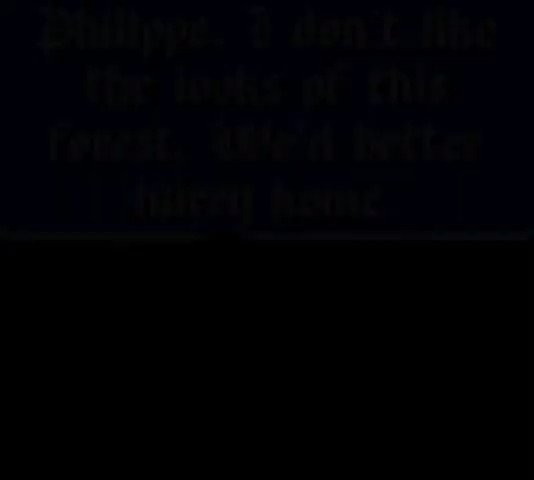 Philippe. I don't like
the looks of this
forest. We'd better
hurry home.